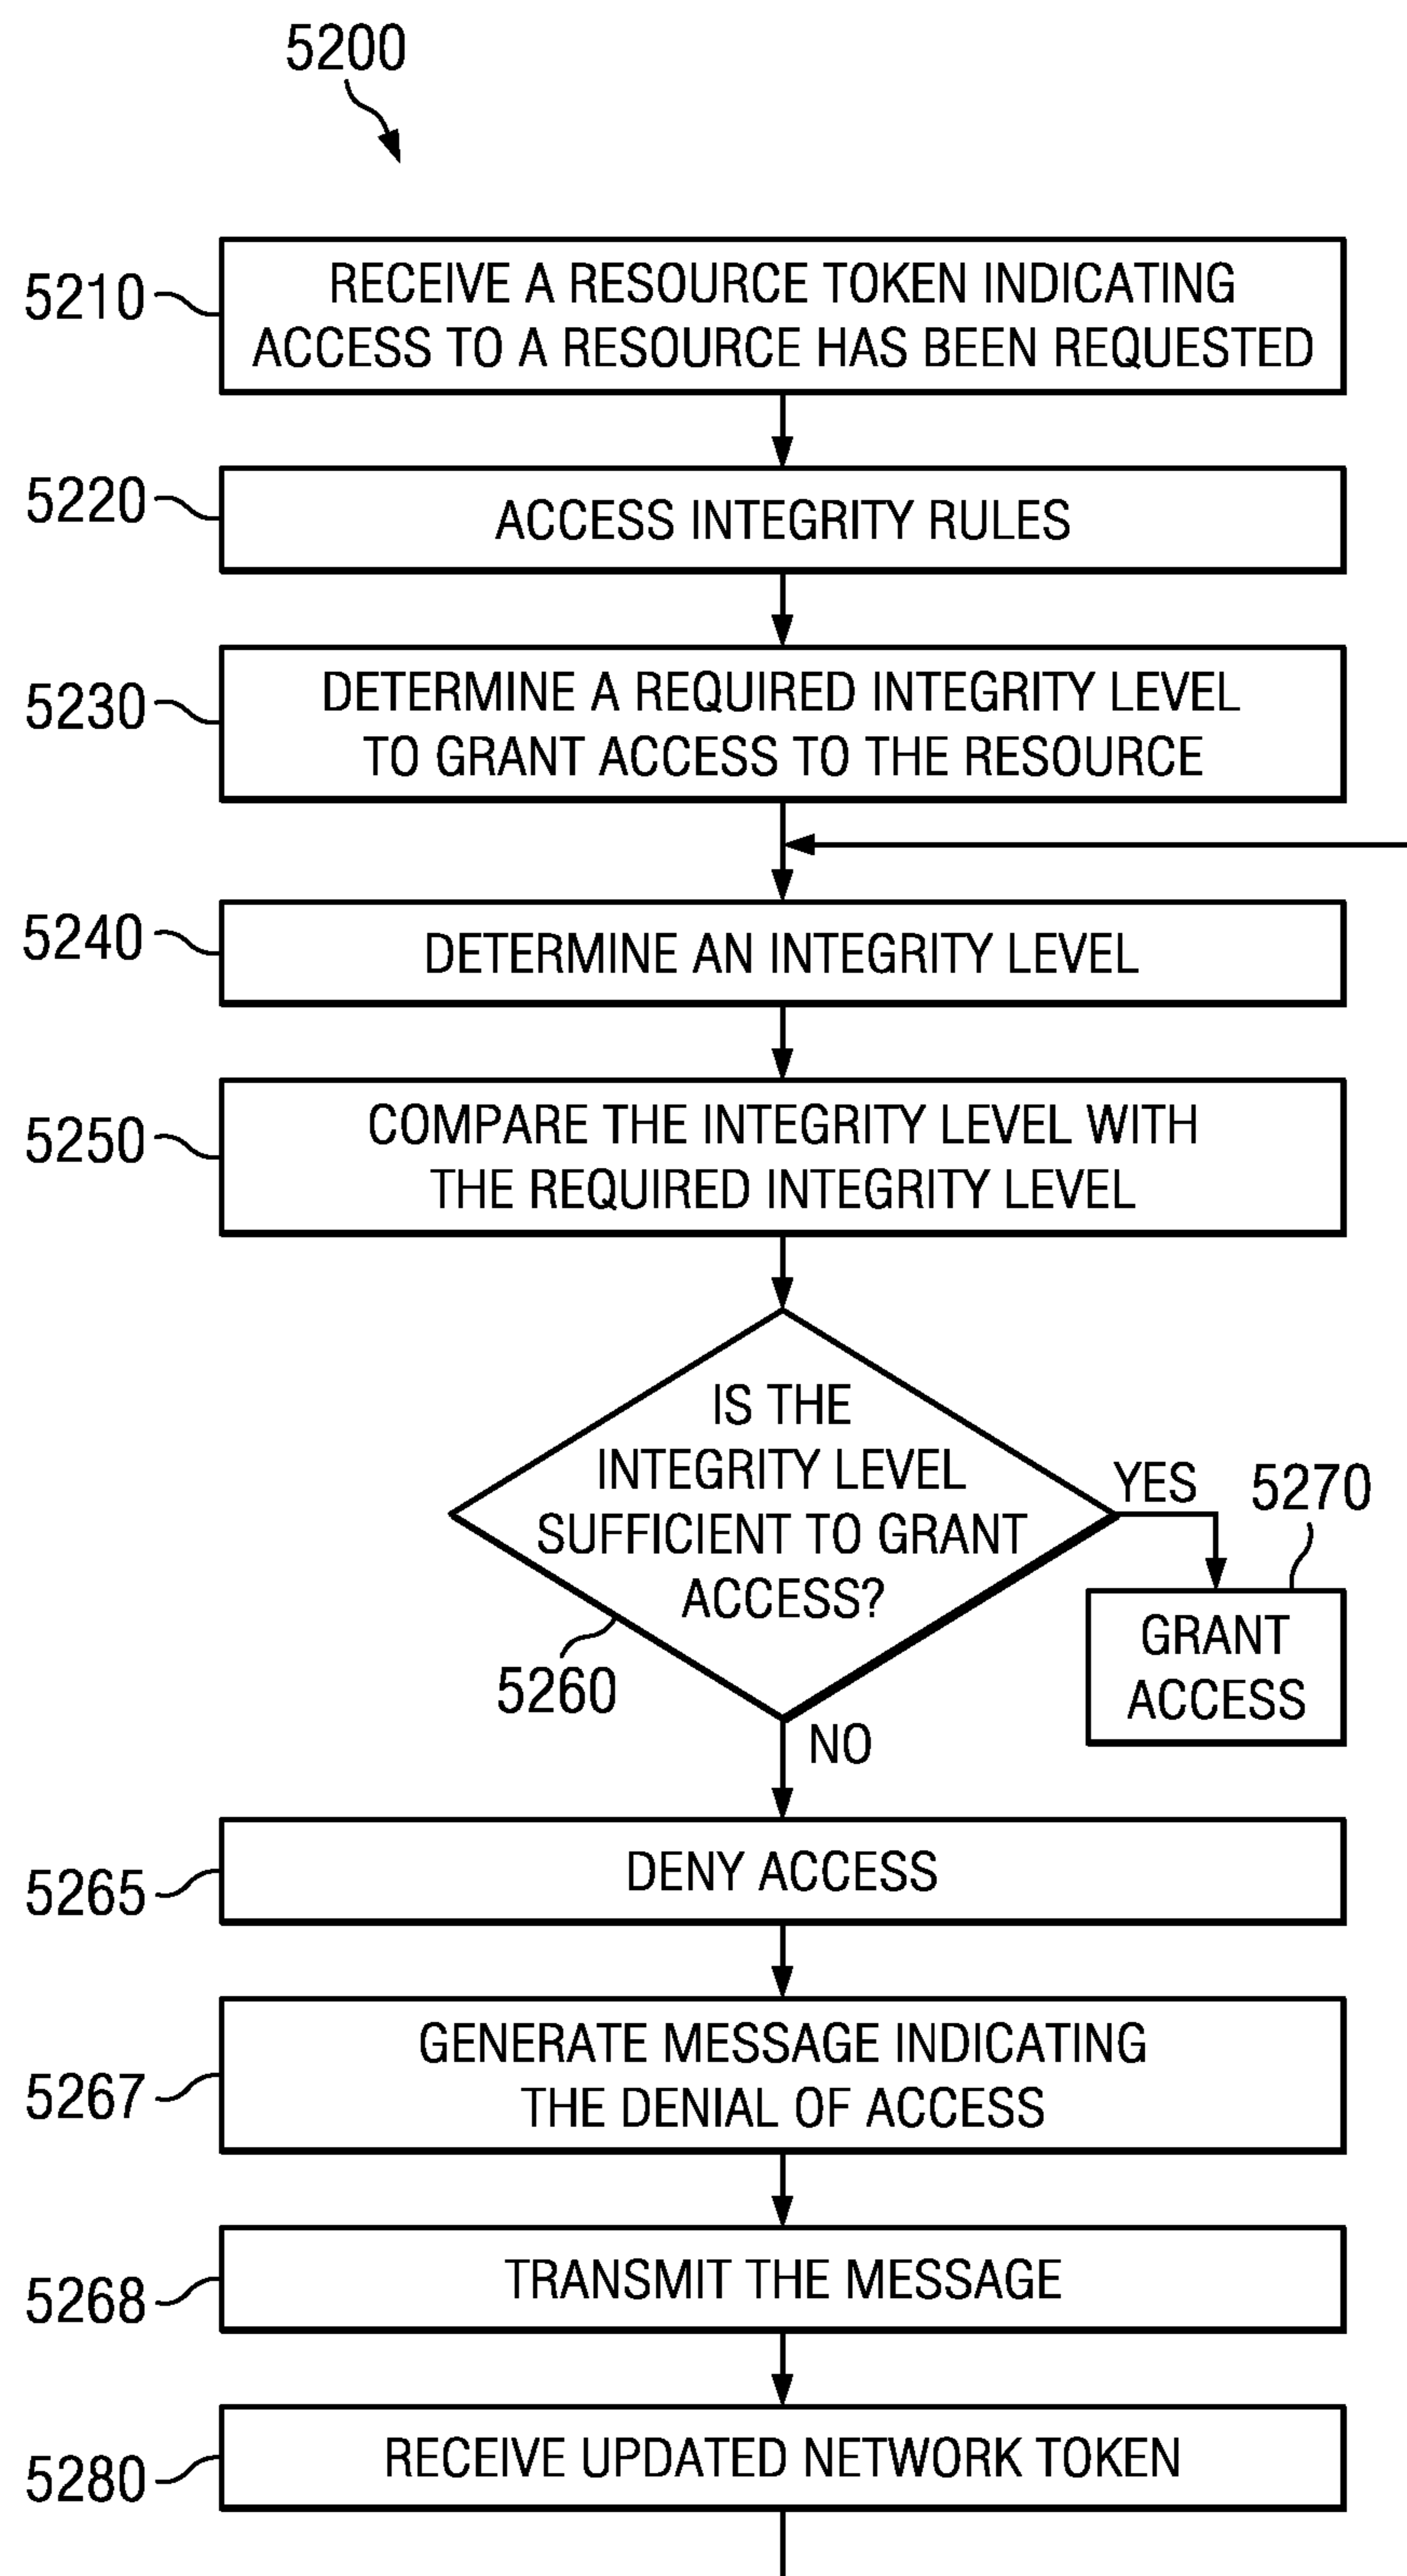 5200
5210
RECEIVE A RESOURCE TOKEN INDICATING
ACCESS TO A RESOURCE HAS BEEN REQUESTED
5220
ACCESS INTEGRITY RULES
5230
DETERMINE A REQUIRED INTEGRITY LEVEL
TO GRANT ACCESS TO THE RESOURCE
5240
DETERMINE AN INTEGRITY LEVEL
5250
COMPARE THE INTEGRITY LEVEL WITH
THE REQUIRED INTEGRITY LEVEL
IS THE
INTEGRITY LEVEL
SUFFICIENT TO GRANT
ACCESS?
5260
YES
5270
GRANT
ACCESS
NO
5265
DENY ACCESS
5267
GENERATE MESSAGE INDICATING
THE DENIAL OF ACCESS
5268
TRANSMIT THE MESSAGE
5280
RECEIVE UPDATED NETWORK TOKEN